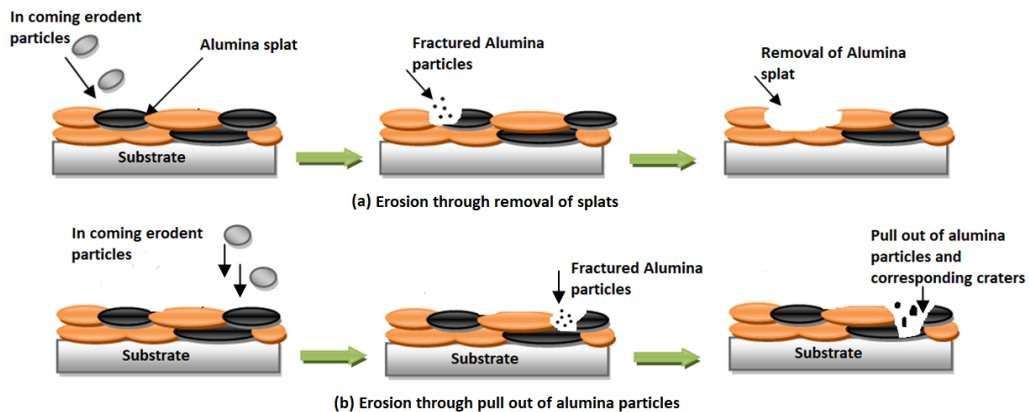 In coming erodent
particles
Alumina splat
Fractured Alumina
particles
Removal of Alumina
splat
Substrate
(a) Erosion through removal of splats
In coming erodent
particles
Fractured Alumina
particles
Pull out of alumina
particles and
corresponding craters
Substrate
Substrate
Substrate
(b) Erosion through pull out of alumina particles